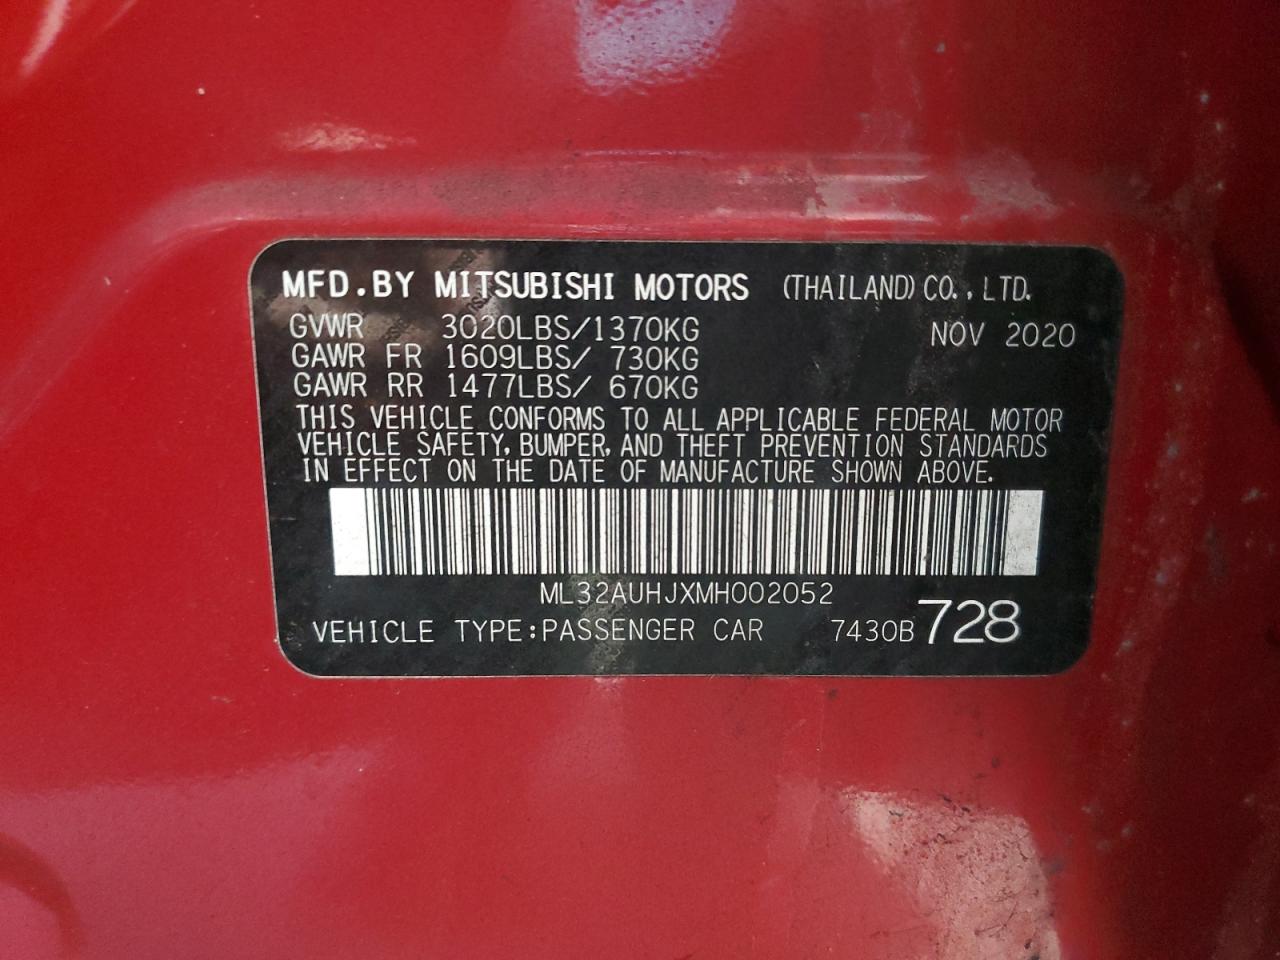 MFD.BY MITSUBISHI MOTORS (THAILAND) CO., LTD.
GVWR 3020LBS/1370KG NOV 2020
GAWR FR 1609LBS/ 730KG
GAWR RR 1477LBS/ 670KG
THIS VEHICLE CONFORMS TO ALL APPLICABLE FEDERAL MOTOR
VEHICLE SAFETY, BUMPER, AND THEFT PREVENTION STANDARDS
IN EFFECT ON THE DATE OF MANUFACTURE SHOWN ABOVE.
ML32AUHJXMH002052
VEHICLE TYPE:PASSENGER CAR 7430B 728